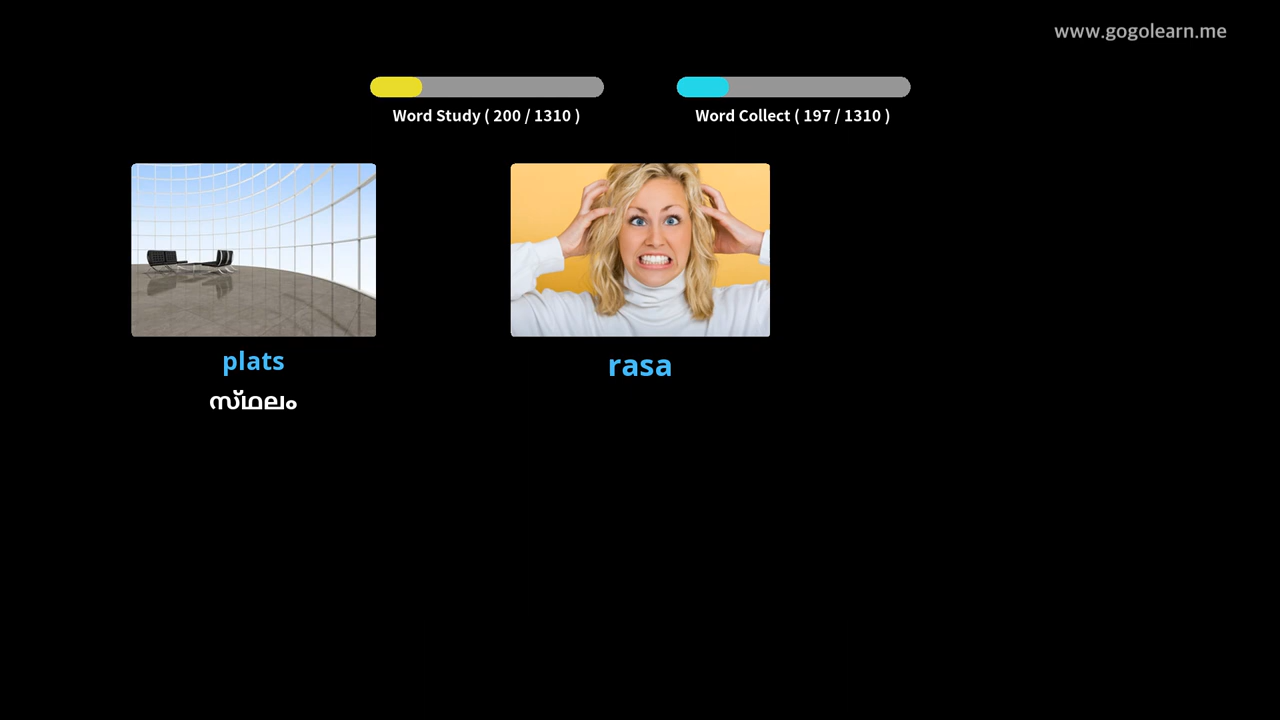 www.gogolearn.me
Word Study ( 200 / 1310 )
Word Collect ( 197 / 1310 )
plats
സ്ഥലം
rasa